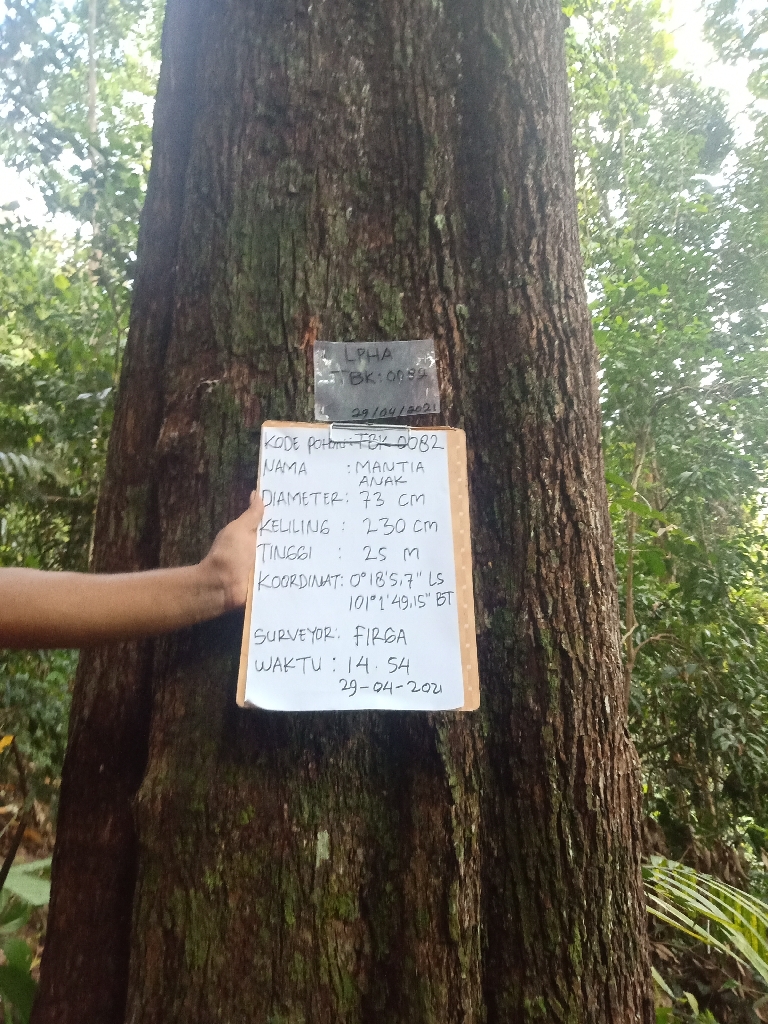 LPHA
TBK:0082
29/04/2021
KODE POHON: TBK 0082
NAMA : MANTIA
ANAK
DIAMETER: 73 CM
KELILING : 230 CM
TINGGI : 25 M
KOORDINAT: 0°18'5,7" LS
101°1'49,15" BT
SURVEYOR: FIRGA
WAKTU : 14.54
29-04-2021